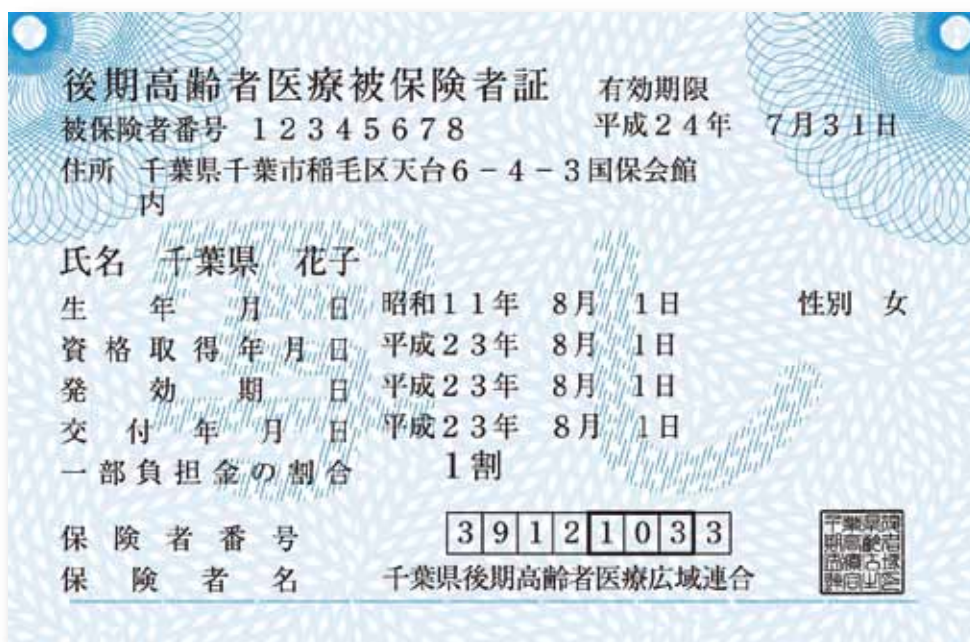 後期高齢者医療被保険者証 有効期限
被保険者番号 12345678 平成24年 7月31日
住所 千葉県千葉市稲毛区天台6-4-3国保会館
内
氏名 千葉県 花子
生年月日 昭和11年 8月 1日 性別 女
資格取得年月日 平成23年 8月 1日
発効期日 平成23年 8月 1日
交付年月日 平成23年 8月 1日
一部負担金の割合 1割
保険者番号 39121033
保険者名 千葉県後期高齢者医療広域連合